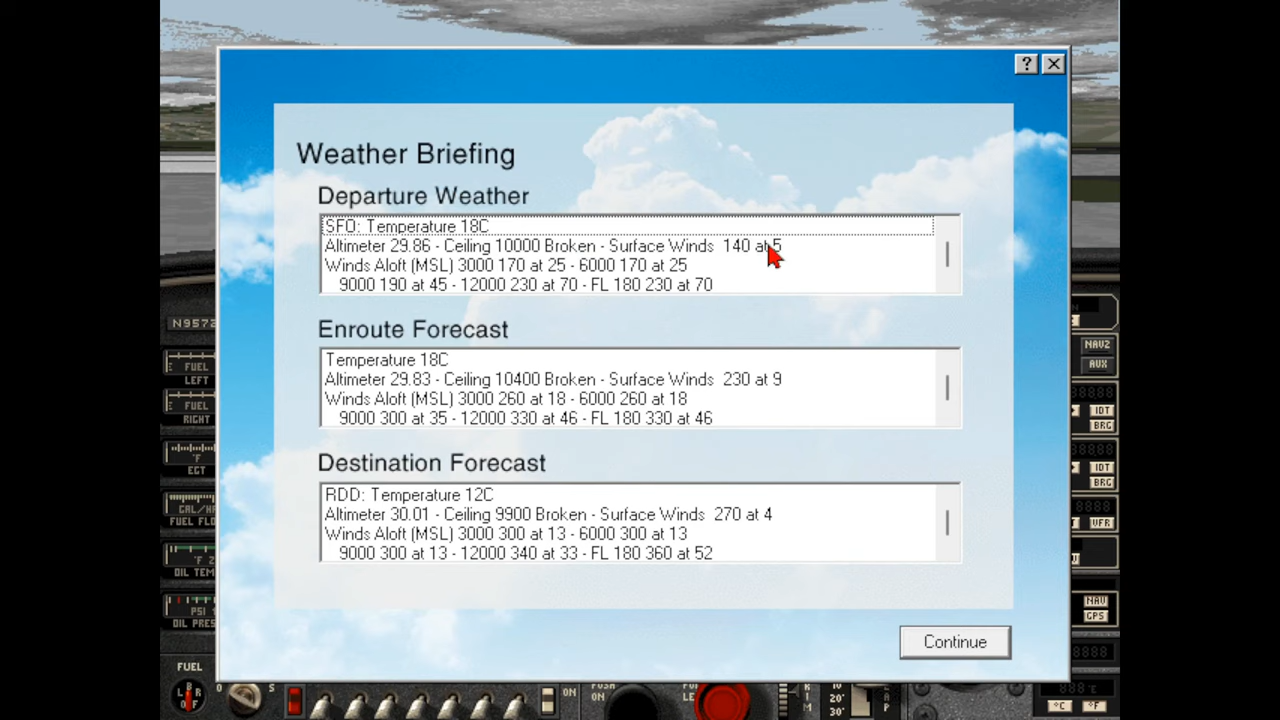 ?
Weather Briefing
Departure Weather
SFO: Temperature 18C
Altimeter 29.86 - Ceiling 10000 Broken - Surface Winds 140 at 5
Winds Aloft (MSL) 3000 170 at 25 - 6000 170 at 25
9000 190 at 45 - 12000 230 at 70 - FL 180 230 at 70
Enroute Forecast
Temperature 18C
Altimeter 29.83 - Ceiling 10400 Broken - Surface Winds 230 at 9
Winds Aloft (MSL) 3000 260 at 18 - 6000 260 at 18
9000 300 at 35 - 12000 330 at 46 - FL 180 330 at 46
Destination Forecast
RDD: Temperature 12C
Altimeter 30.01 - Ceiling 9900 Broken - Surface Winds 270 at 4
Winds Aloft (MSL) 3000 300 at 13 - 6000 300 at 13
9000 300 at 13 - 12000 340 at 33 - FL 180 360 at 52
Continue
N9572
FUEL
LEFT
FUEL
RIGHT
°F
EGT
FUEL FLO
°F
OIL TEM
PSI
OIL PRES
FUEL
L B R
O F
O S
ON
ON
10°
20°
30°
NAV2
AUX
IDT
BRG
IDT
BRG
VFR
NAV
GPS
°C °F